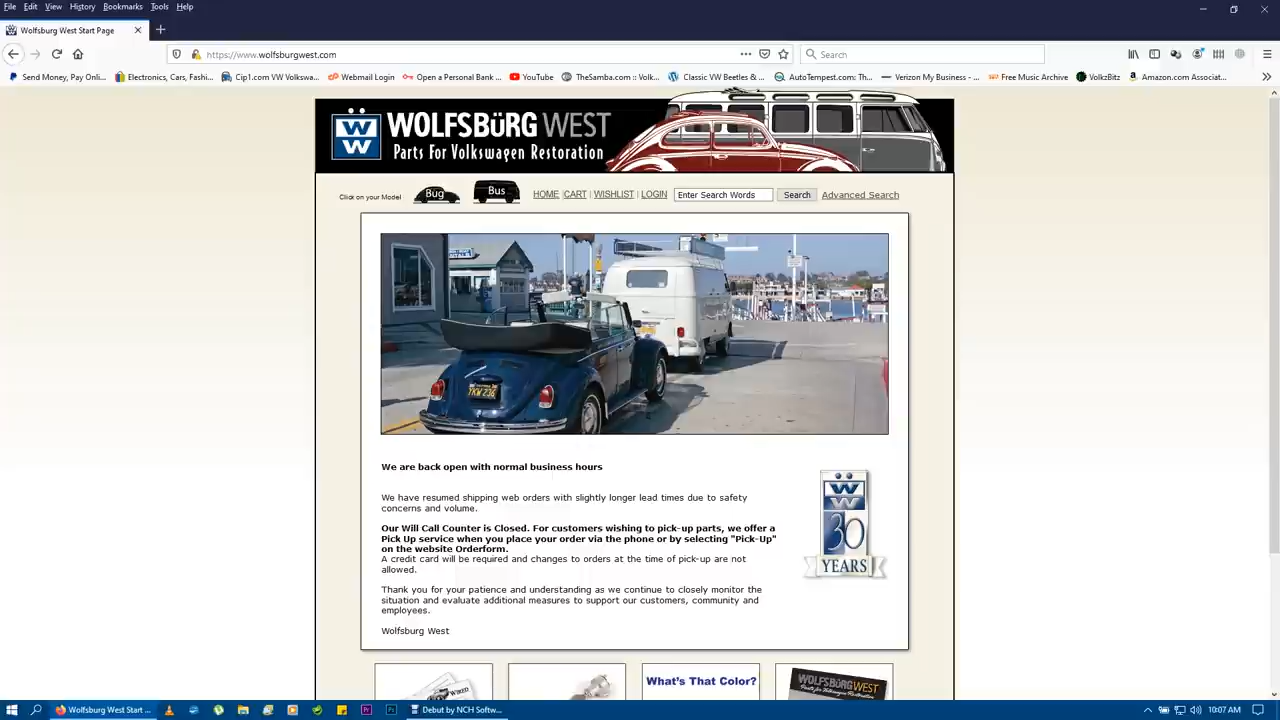 File Edit View History Bookmarks Tools Help
Wolfsburg West Start Page
https://www.wolfsburgwest.com
Search
Send Money, Pay Onli... Electronics, Cars, Fashi... Cip1.com VW Volkswa... Webmail Login Open a Personal Bank ... YouTube TheSamba.com :: Volk... Classic VW Beetles & ... AutoTempest.com: Th... Verizon My Business - ... Free Music Archive VolkzBitz Amazon.com Associat...
WOLFSBÜRG WEST
Parts For Volkswagen Restoration
Click on your Model Bug Bus HOME | CART | WISHLIST | LOGIN Enter Search Words Search Advanced Search
YKW 236
We are back open with normal business hours
We have resumed shipping web orders with slightly longer lead times due to safety
concerns and volume.
Our Will Call Counter is Closed. For customers wishing to pick-up parts, we offer a
Pick Up service when you place your order via the phone or by selecting "Pick-Up"
on the website Orderform.
A credit card will be required and changes to orders at the time of pick-up are not
allowed.
Thank you for your patience and understanding as we continue to closely monitor the
situation and evaluate additional measures to support our customers, community and
employees.
Wolfsburg West
30
YEARS
What's That Color?
WOLFSBÜRG WEST
Parts for Volkswagen Restoration
Wolfsburg West Start ... Debut by NCH Softw... 10:07 AM